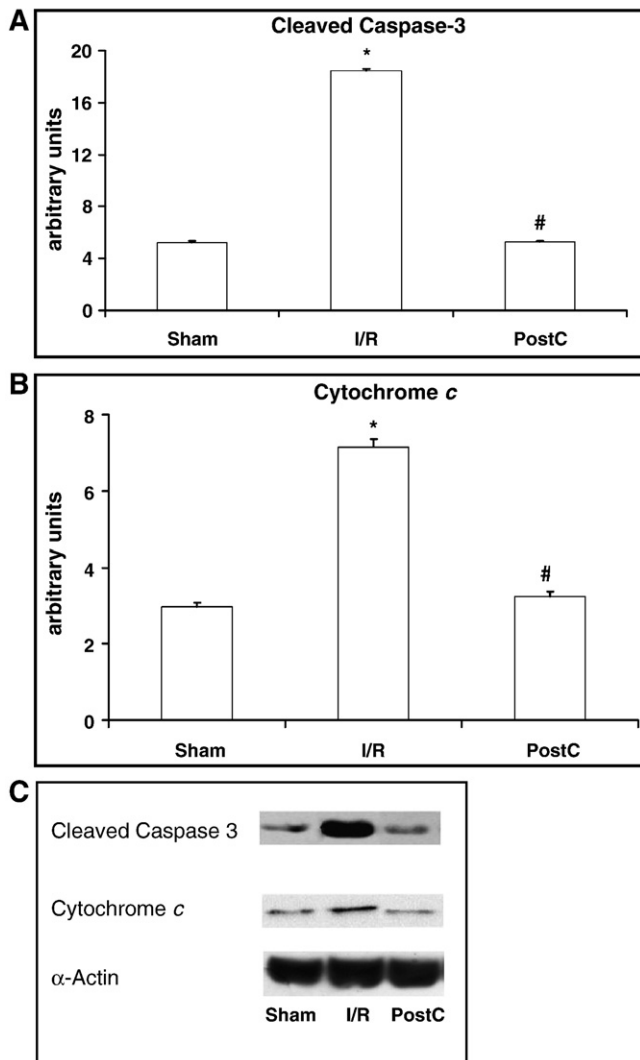 A
Cleaved Caspase-3
arbitrary units
20
16
12
8
4
0
*
#
Sham I/R PostC
B
Cytochrome c
arbitrary units
8
6
4
2
0
*
#
Sham I/R PostC
C
Cleaved Caspase 3
Cytochrome c
α-Actin
Sham I/R PostC